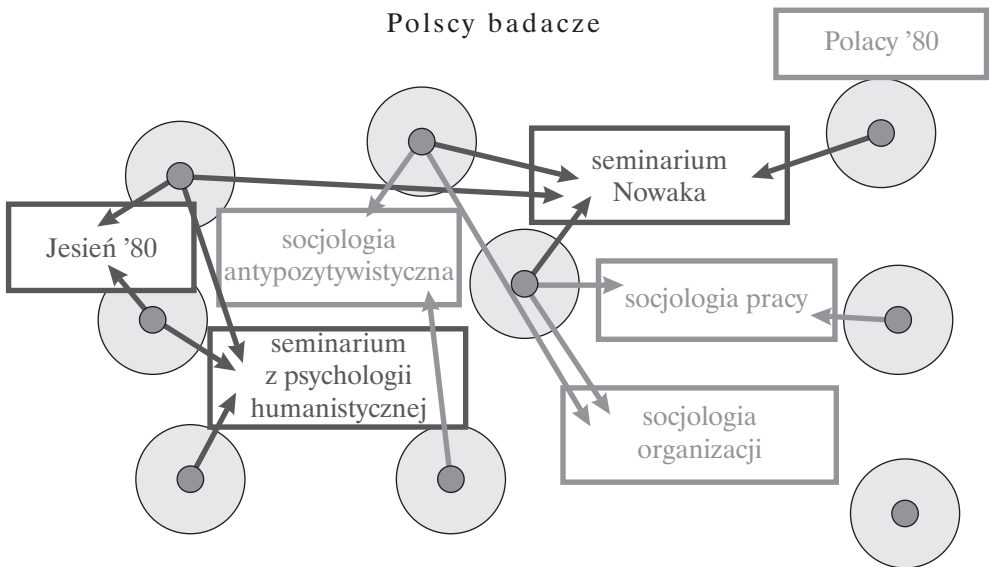 Polscy badacze
Polacy ’80
seminarium
Nowaka
Jesień ’80
socjologia
antypozytywistyczna
socjologia pracy
seminarium
z psychologii
humanistycznej
socjologia
organizacji